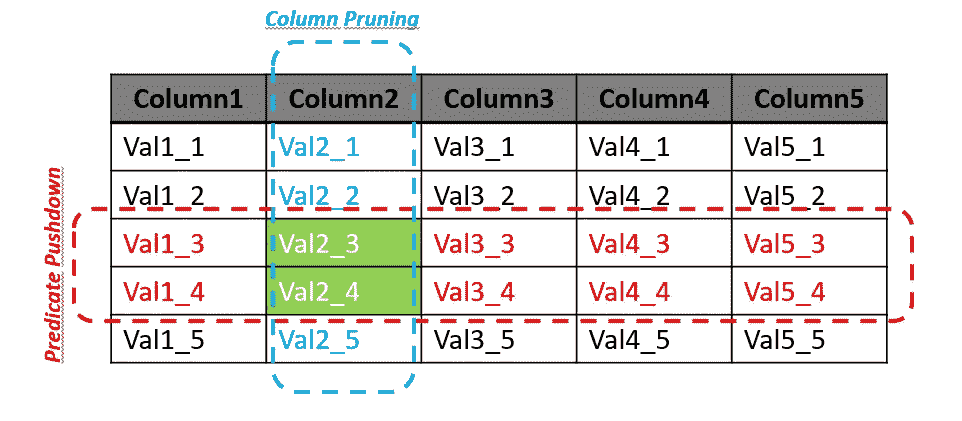 Column Pruning
Column1 Column2 Column3 Column4 Column5
Val1_1 Val2_1 Val3_1 Val4_1 Val5_1
Val1_2 Val2_2 Val3_2 Val4_2 Val5_2
Predicate Pushdown
Val1_3 Val2_3 Val3_3 Val4_3 Val5_3
Val1_4 Val2_4 Val3_4 Val4_4 Val5_4
Val1_5 Val2_5 Val3_5 Val4_5 Val5_5